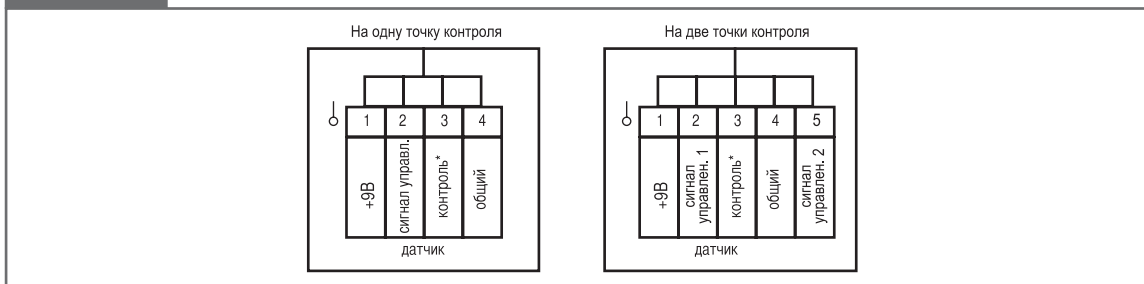 На одну точку контроля
1 2 3 4
+9В
сигнал управл.
контроль*
общий
датчик
На две точки контроля
1 2 3 4 5
+9В
сигнал
управлен. 1
контроль*
общий
сигнал
управлен. 2
датчик